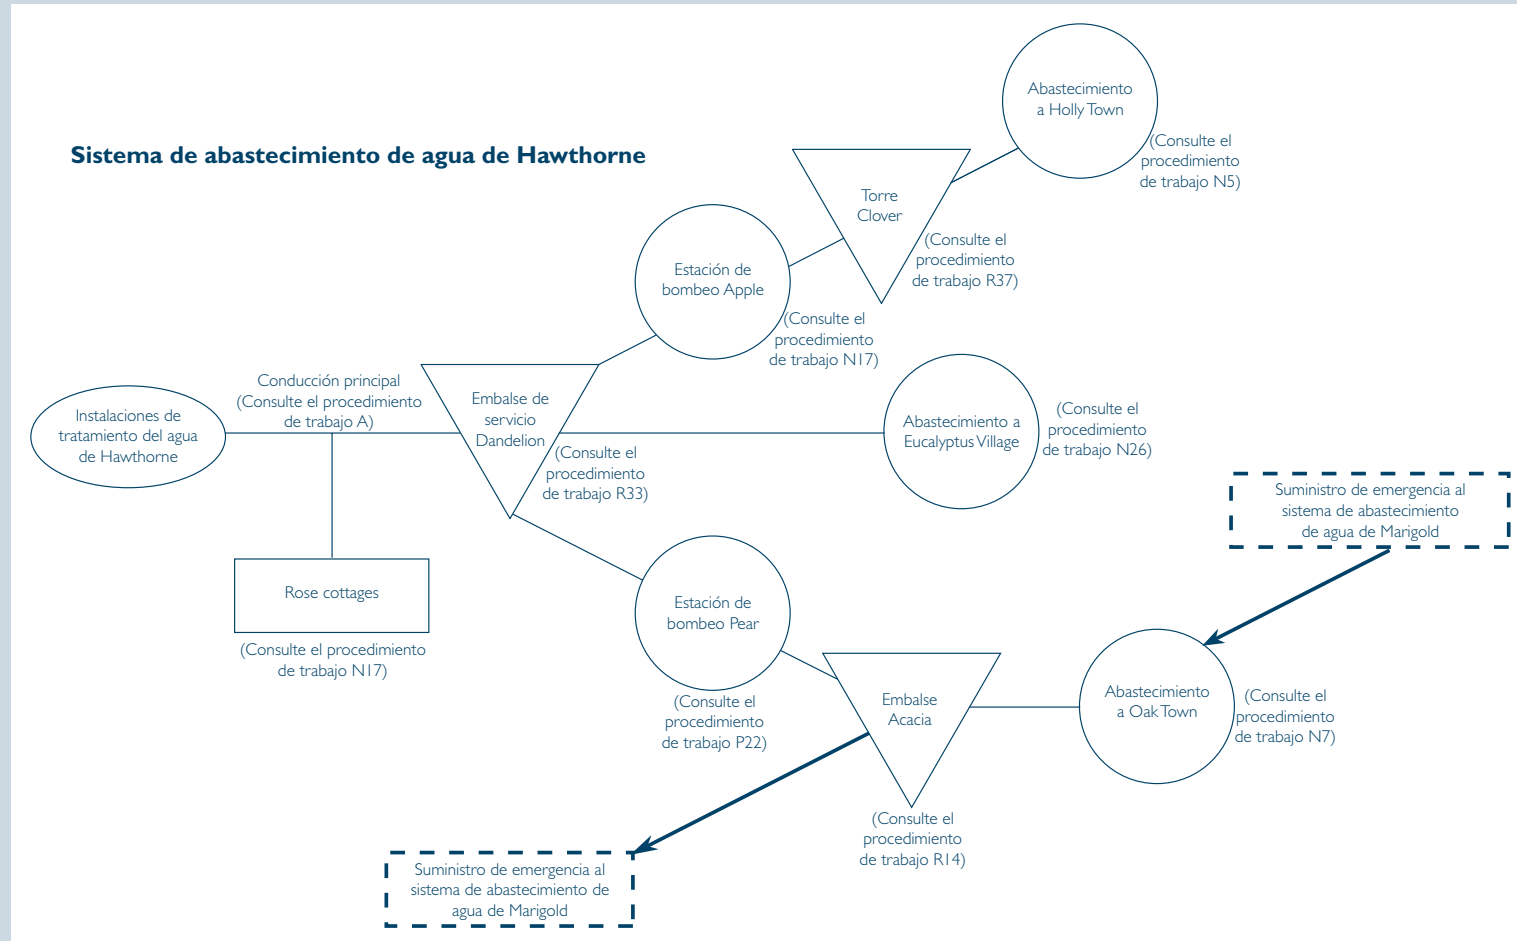 Sistema de abastecimiento de agua de Hawthorne
Abastecimiento
a Holly Town
(Consulte el
procedimiento
de trabajo N5)
Torre
Clover
(Consulte el
procedimiento
de trabajo R37)
Estación de
bombeo Apple
(Consulte el
procedimiento
de trabajo N17)
Conducción principal
(Consulte el procedimiento
de trabajo A)
Instalaciones de
tratamiento del agua
de Hawthorne
Embalse de
servicio
Dandelion
(Consulte el
procedimiento
de trabajo R33)
Abastecimiento a
Eucalyptus Village
(Consulte el
procedimiento
de trabajo N26)
Suministro de emergencia al
sistema de abastecimiento
de agua de Marigold
Rose cottages
(Consulte el procedimiento
de trabajo N17)
Estación de
bombeo Pear
(Consulte el
procedimiento
de trabajo P22)
Embalse
Acacia
(Consulte el
procedimiento
de trabajo R14)
Abastecimiento
a Oak Town
(Consulte el
procedimiento
de trabajo N7)
Suministro de emergencia al
sistema de abastecimiento de
agua de Marigold